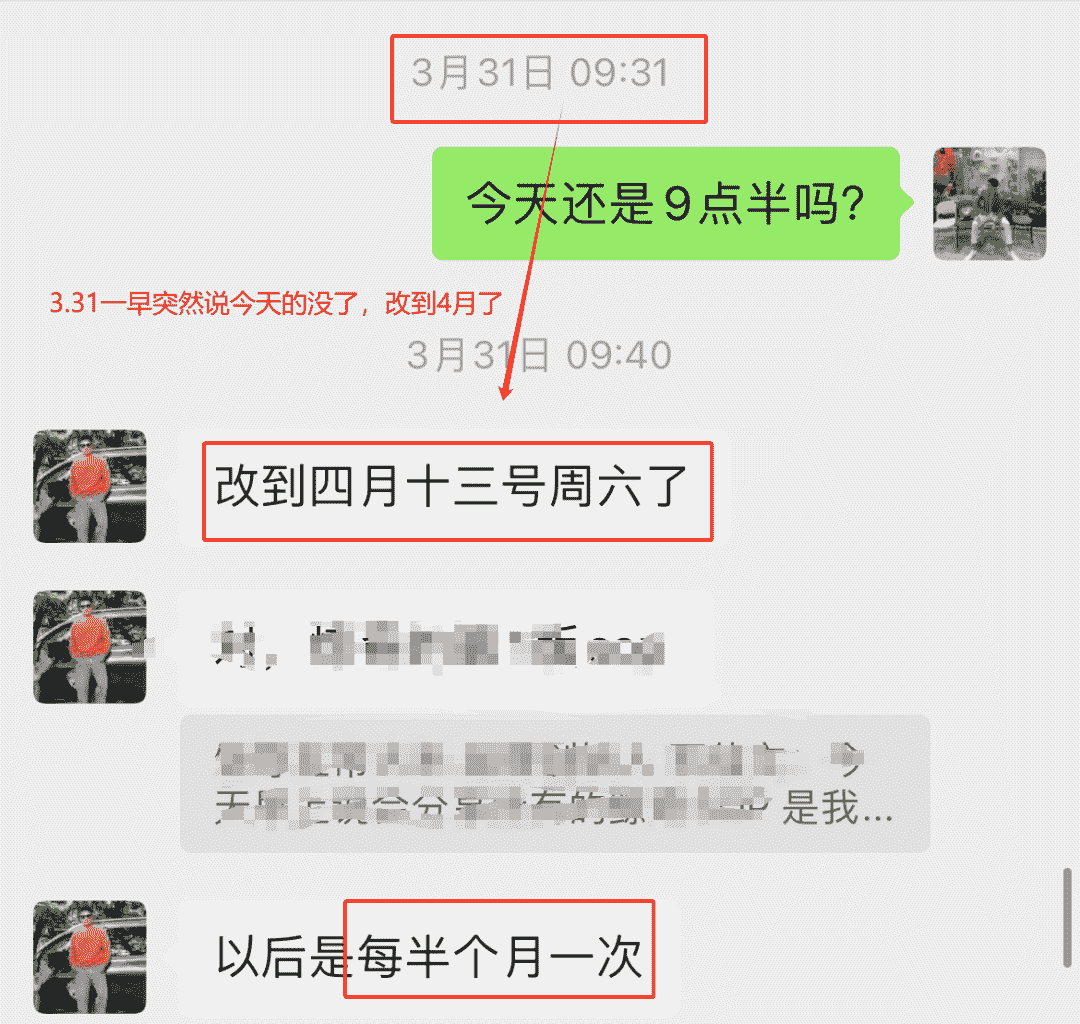 3月31日 09:31
今天还是9点半吗?
3.31一早突然说今天的没了，改到4月了
3月31日 09:40
改到四月十三号周六了
是我...
以后是每半个月一次